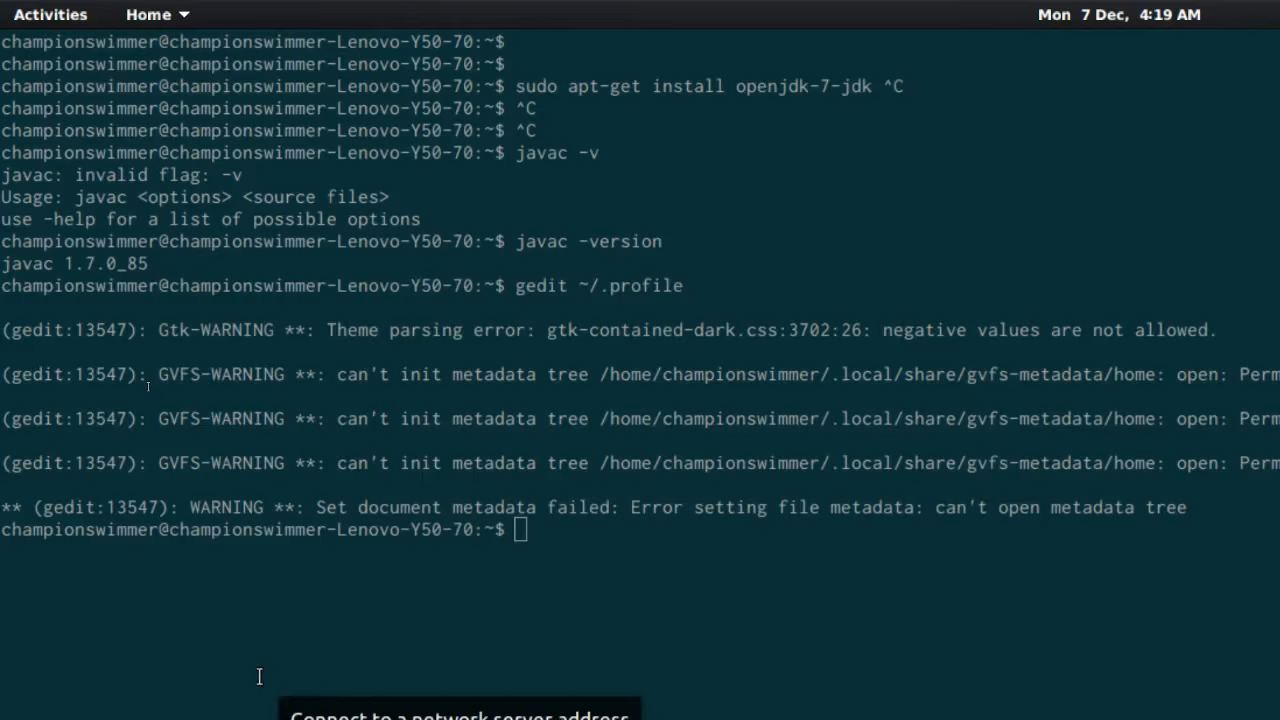 Activities Home Mon 7 Dec, 4:19 AM
championswimmer@championswimmer-Lenovo-Y50-70:~$
championswimmer@championswimmer-Lenovo-Y50-70:~$
championswimmer@championswimmer-Lenovo-Y50-70:~$ sudo apt-get install openjdk-7-jdk ^C
championswimmer@championswimmer-Lenovo-Y50-70:~$ ^C
championswimmer@championswimmer-Lenovo-Y50-70:~$ ^C
championswimmer@championswimmer-Lenovo-Y50-70:~$ javac -v
javac: invalid flag: -v
Usage: javac <options> <source files>
use -help for a list of possible options
championswimmer@championswimmer-Lenovo-Y50-70:~$ javac -version
javac 1.7.0_85
championswimmer@championswimmer-Lenovo-Y50-70:~$ gedit ~/.profile
(gedit:13547): Gtk-WARNING **: Theme parsing error: gtk-contained-dark.css:3702:26: negative values are not allowed.
(gedit:13547): GVFS-WARNING **: can't init metadata tree /home/championswimmer/.local/share/gvfs-metadata/home: open: Perm
(gedit:13547): GVFS-WARNING **: can't init metadata tree /home/championswimmer/.local/share/gvfs-metadata/home: open: Perm
(gedit:13547): GVFS-WARNING **: can't init metadata tree /home/championswimmer/.local/share/gvfs-metadata/home: open: Perm
** (gedit:13547): WARNING **: Set document metadata failed: Error setting file metadata: can't open metadata tree
championswimmer@championswimmer-Lenovo-Y50-70:~$
Connect to a network server address